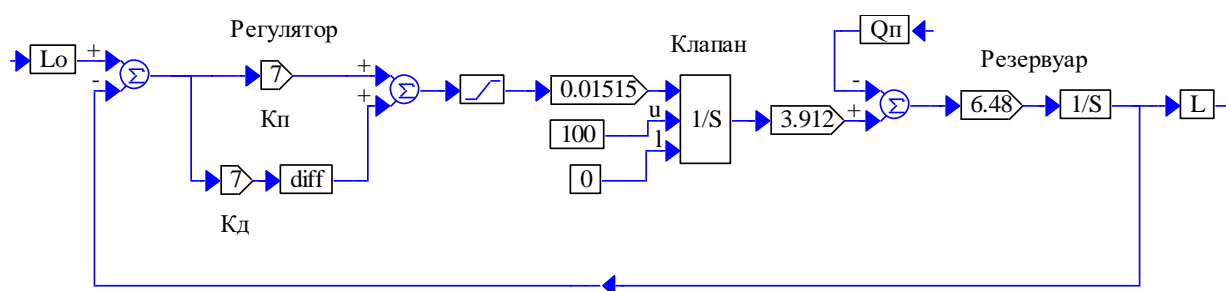 Регулятор
Qп
Клапан
Резервуар
Lo
+
-
Σ
7
Кп
+
+
Σ
0.01515
100
u
l
0
1/S
3.912
-
+
Σ
6.48
1/S
L
7
diff
Кд